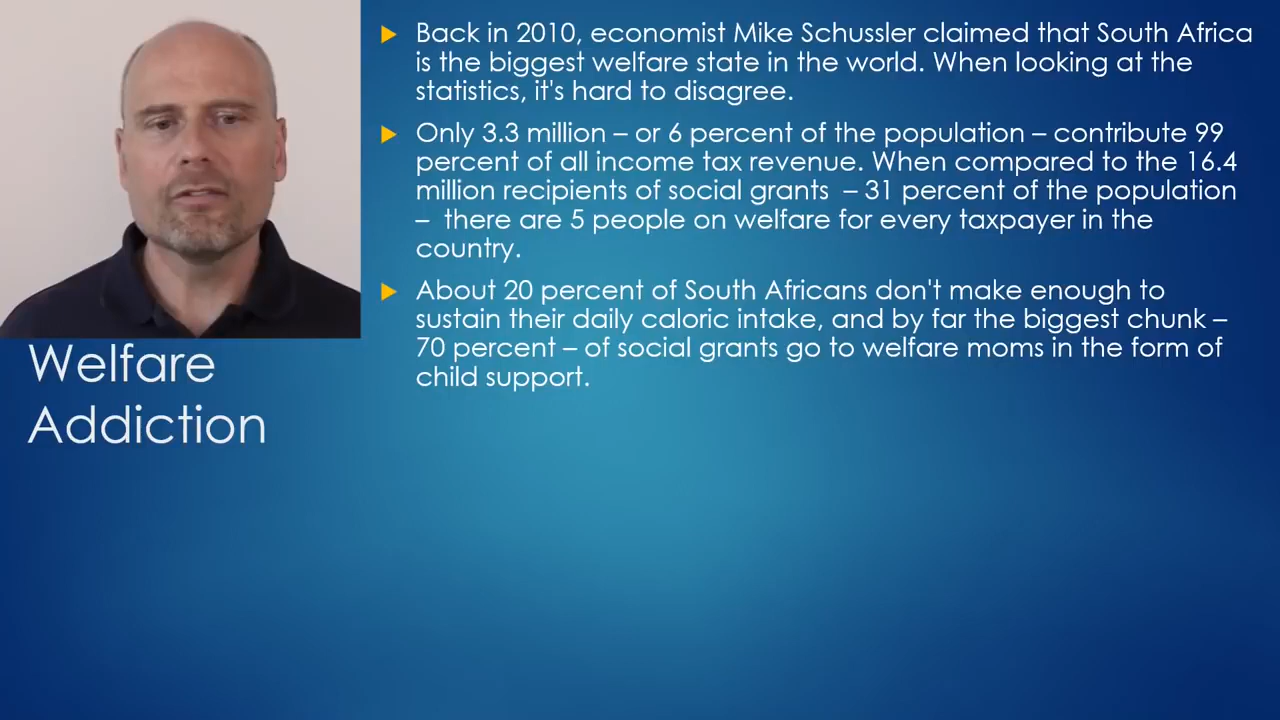 Back in 2010, economist Mike Schussler claimed that South Africa
is the biggest welfare state in the world. When looking at the
statistics, it's hard to disagree.
Only 3.3 million – or 6 percent of the population – contribute 99
percent of all income tax revenue. When compared to the 16.4
million recipients of social grants – 31 percent of the population
– there are 5 people on welfare for every taxpayer in the
country.
About 20 percent of South Africans don't make enough to
sustain their daily caloric intake, and by far the biggest chunk –
70 percent – of social grants go to welfare moms in the form of
child support.
Welfare
Addiction